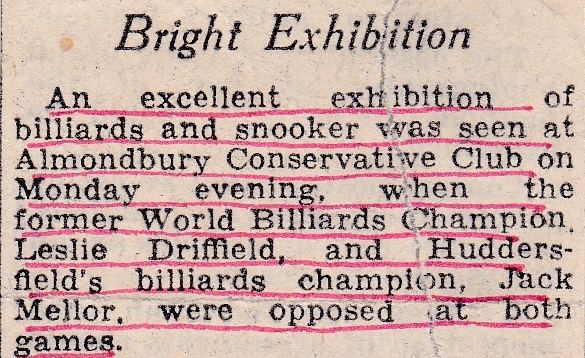 Bright Exhibition
An excellent exhibition of
billiards and snooker was seen at
Almondbury Conservative Club on
Monday evening, when the
former World Billiards Champion,
Leslie Driffield, and Hudders-
field's billiards champion, Jack
Mellor, were opposed at both
games.